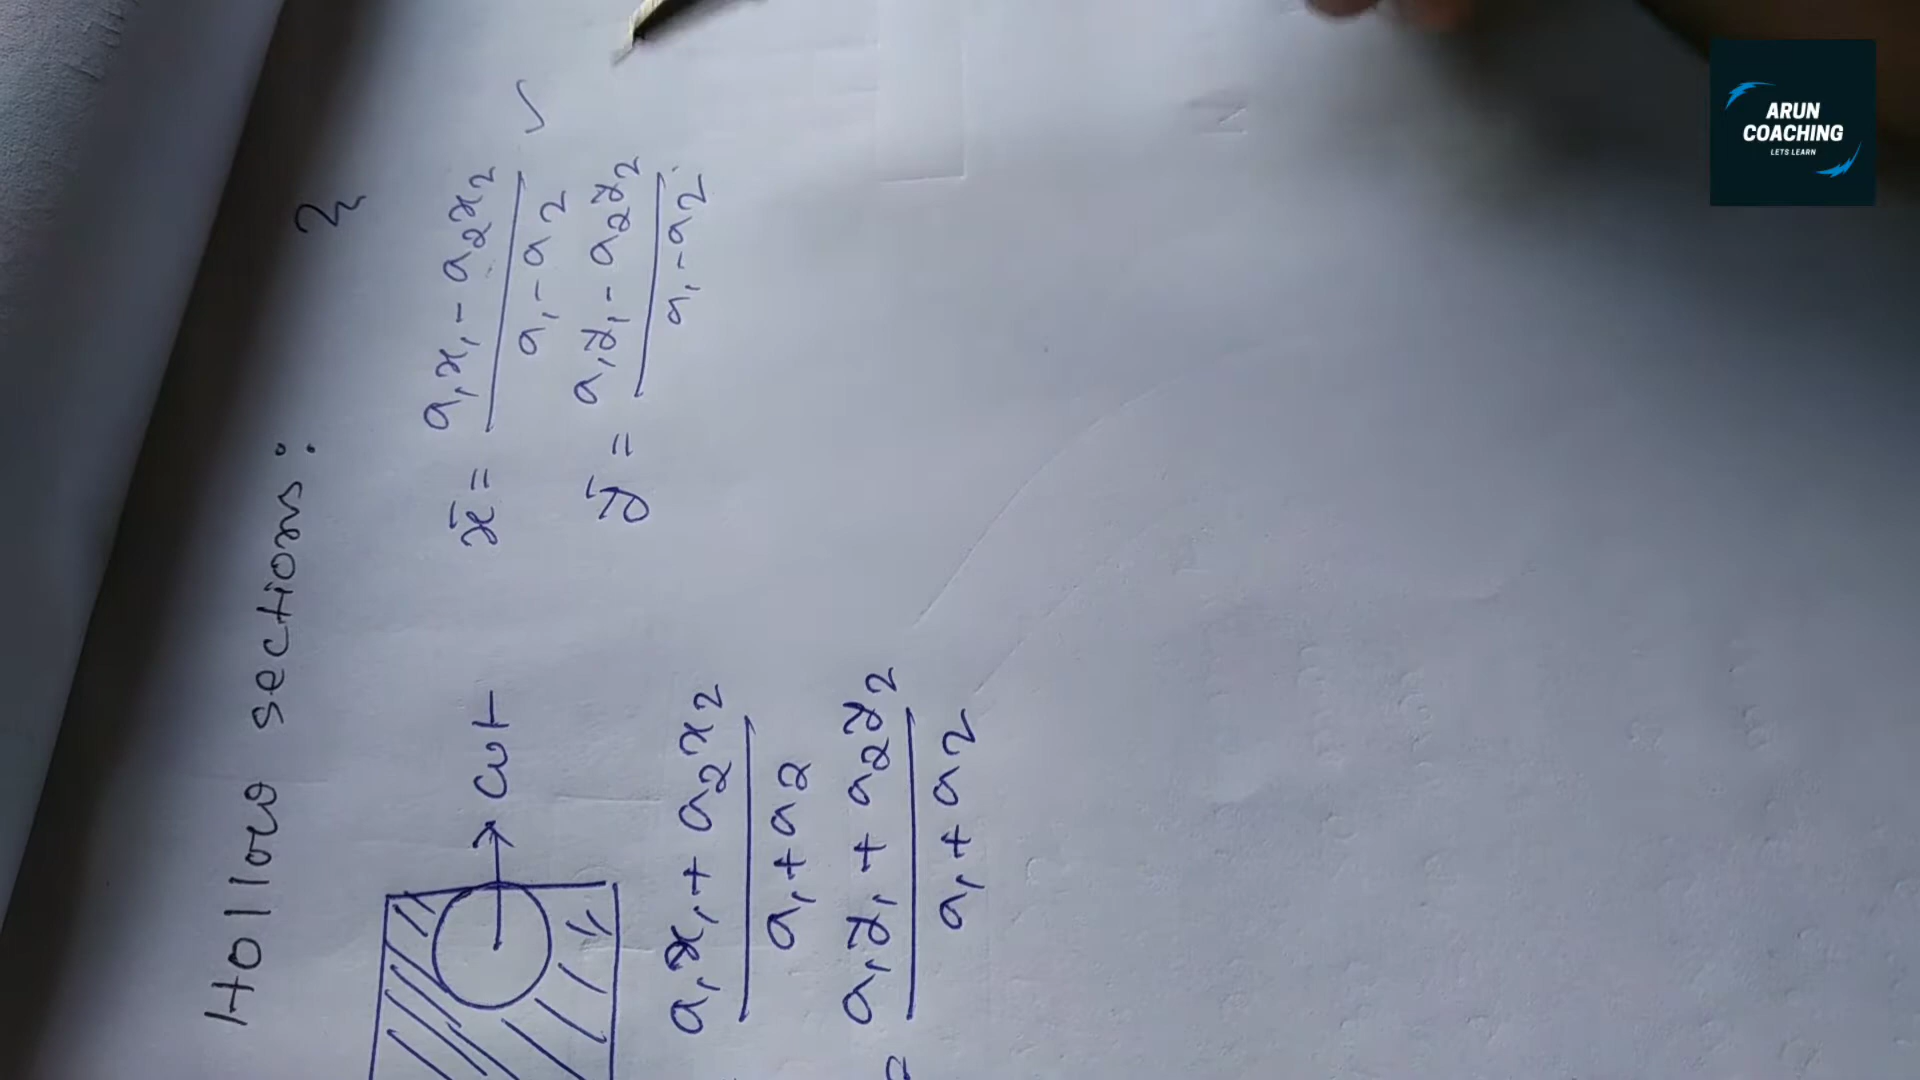 Hollow sections:
→ cut
x̄ = (a₁x₁ - a₂x₂) / (a₁ - a₂) ✓
ȳ = (a₁y₁ - a₂y₂) / (a₁ - a₂)
(a₁x₁ + a₂x₂) / (a₁ + a₂)
(a₁y₁ + a₂y₂) / (a₁ + a₂)
ARUN
COACHING
LETS LEARN